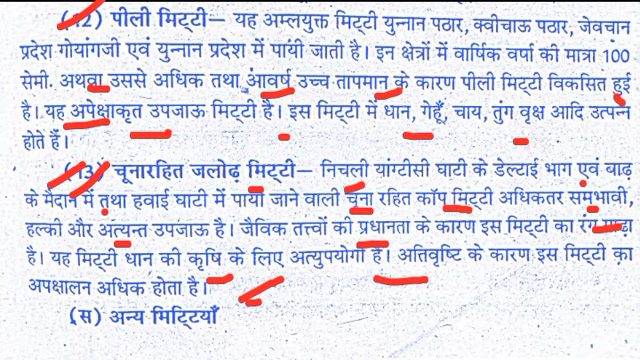 (12) पीली मिट्टी— यह अम्लयुक्त मिट्टी युन्नान पठार, क्वीचाऊ पठार, जेचवान
प्रदेश गोयांगजी एवं युन्नान प्रदेश में पायी जाती है। इन क्षेत्रों में वार्षिक वर्षा की मात्रा 100
सेमी. अथवा उससे अधिक तथा आवर्ष उच्च तापमान के कारण पीली मिट्टी विकसित हुई
है। यह अपेक्षाकृत उपजाऊ मिट्टी है। इस मिट्टी में धान, गेहूँ, चाय, तुंग वृक्ष आदि उत्पन्न
होते हैं।
(13) चूनारहित जलोढ़ मिट्टी— निचली यांग्टीसी घाटी के डेल्टाई भाग एवं बाढ़
के मैदान में तथा हवाई घाटी में पायी जाने वाली चूना रहित काँप मिट्टी अधिकतर समभावी,
हल्की और अत्यन्त उपजाऊ है। जैविक तत्त्वों की प्रधानता के कारण इस मिट्टी का रंग गाढ़ा
है। यह मिट्टी धान की कृषि के लिए अत्युपयोगी है। अतिवृष्टि के कारण इस मिट्टी का
अपक्षालन अधिक होता है।
(स) अन्य मिट्टियाँ